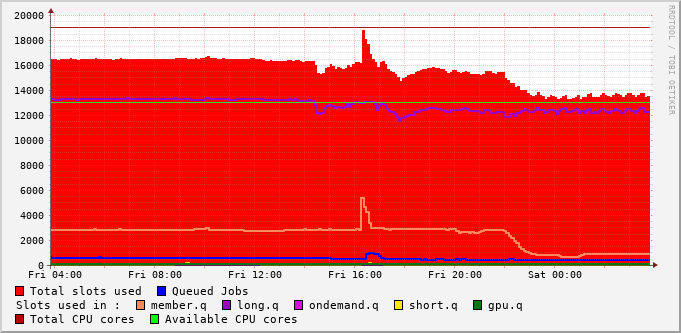 20000
18000
16000
14000
12000
10000
8000
6000
4000
2000
0
Fri 04:00 Fri 08:00 Fri 12:00 Fri 16:00 Fri 20:00 Sat 00:00
Total slots used Queued Jobs
Slots used in : member.q long.q ondemand.q short.q gpu.q
Total CPU cores Available CPU cores
RRDTOOL / TOBI OETIKER